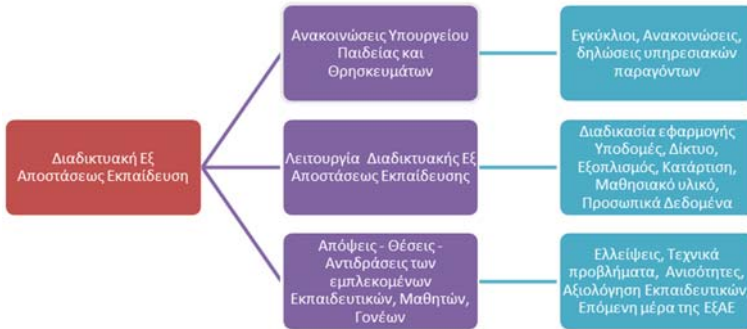 Διαδικτυακή Εξ
Αποστάσεως Εκπαίδευση
Ανακοινώσεις Υπουργείου
Παιδείας και
Θρησκευμάτων
Εγκύκλιοι, Ανακοινώσεις,
δηλώσεις υπηρεσιακών
παραγόντων
Λειτουργία Διαδικτυακής Εξ
Αποστάσεως Εκπαίδευσης
Διαδικασία εφαρμογής
Υποδομές, Δίκτυο,
Εξοπλισμός, Κατάρτιση,
Μαθησιακό υλικό,
Προσωπικά Δεδομένα
Απόψεις - Θέσεις -
Αντιδράσεις των
εμπλεκομένων
Εκπαιδευτικών, Μαθητών,
Γονέων
Ελλείψεις, Τεχνικά
προβλήματα, Ανισότητες,
Αξιολόγηση Εκπαιδευτικών
Επόμενη μέρα της ΕξΑΕ